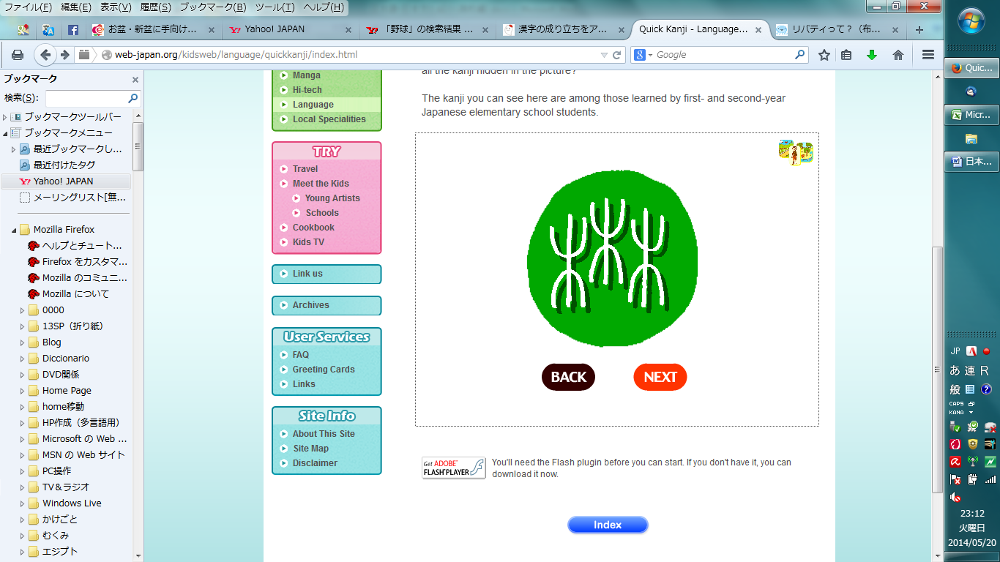 ファイル(F) 編集(E) 表示(V) 履歴(S) ブックマーク(B) ツール(T) ヘルプ(H)
お盆・新盆に手向け… Yahoo! JAPAN 「野球」の検索結果 … 漢字の成り立ちをア… Quick Kanji - Language... リバティって？（布…
web-japan.org/kidsweb/language/quickkanji/index.html Google
ブックマーク
検索(S):
ブックマークツールバー
ブックマークメニュー
最近ブックマークし...
最近付けたタグ
Yahoo! JAPAN
メーリングリスト[無...
Mozilla Firefox
ヘルプとチュート...
Firefox をカスタマ...
Mozilla のコミュニ...
Mozilla について
0000
13SP（折り紙）
Blog
Diccionario
DVD関係
Home Page
home移動
HP作成（多言語用）
Microsoft の Web ...
MSN の Web サイト
PC操作
TV＆ラジオ
Windows Live
かけごと
むくみ
エジプト
Manga
Hi-tech
Language
Local Specialities
TRY
Travel
Meet the Kids
Young Artists
Schools
Cookbook
Kids TV
Link us
Archives
User Services
FAQ
Greeting Cards
Links
Site Info
About This Site
Site Map
Disclaimer
all the kanji hidden in the picture?
The kanji you can see here are among those learned by first- and second-year
Japanese elementary school students.
BACK NEXT
Get ADOBE FLASH PLAYER
You'll need the Flash plugin before you can start. If you don't have it, you can
download it now.
Index
Quic...
Micr...
日本...
JP
あ 連 R
般
CAPS
KANA
23:12
火曜日
2014/05/20